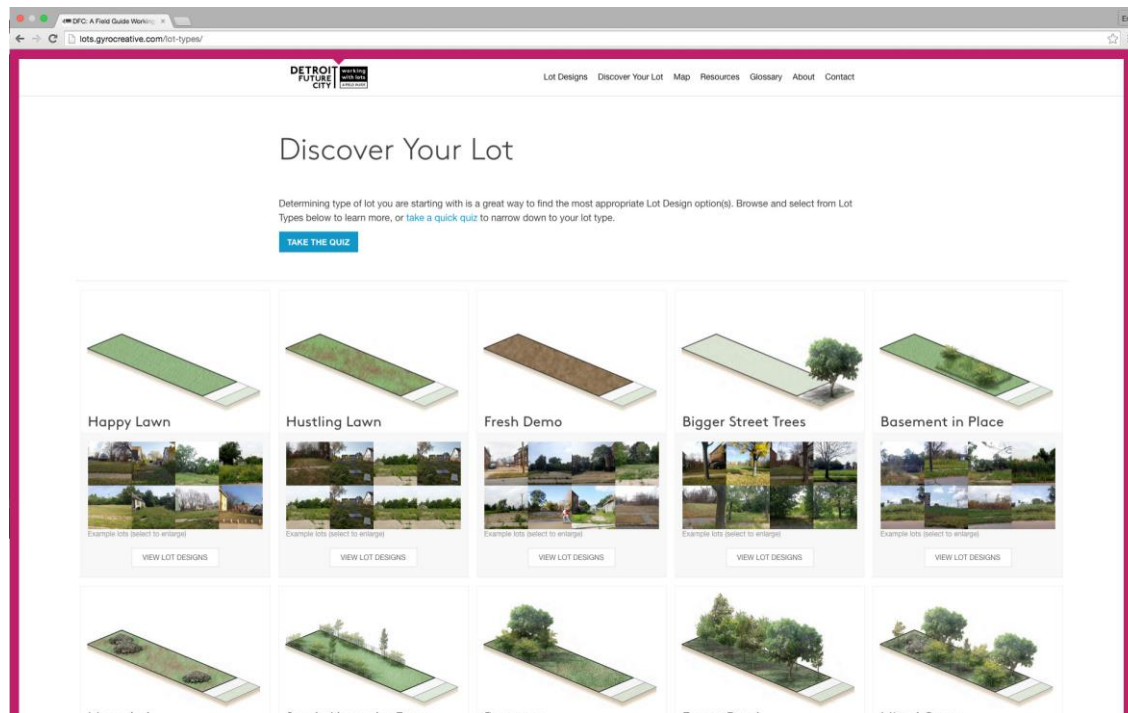 DFC: A Field Guide Working
lots.gyrocreative.com/lot-types/
DETROIT
FUTURE
CITY
working
with lots
A FIELD GUIDE
Lot Designs Discover Your Lot Map Resources Glossary About Contact
Discover Your Lot
Determining type of lot you are starting with is a great way to find the most appropriate Lot Design option(s). Browse and select from Lot
Types below to learn more, or take a quick quiz to narrow down to your lot type.
TAKE THE QUIZ
Happy Lawn Hustling Lawn Fresh Demo Bigger Street Trees Basement in Place
Example lots (select to enlarge) Example lots (select to enlarge) Example lots (select to enlarge) Example lots (select to enlarge) Example lots (select to enlarge)
VIEW LOT DESIGNS VIEW LOT DESIGNS VIEW LOT DESIGNS VIEW LOT DESIGNS VIEW LOT DESIGNS